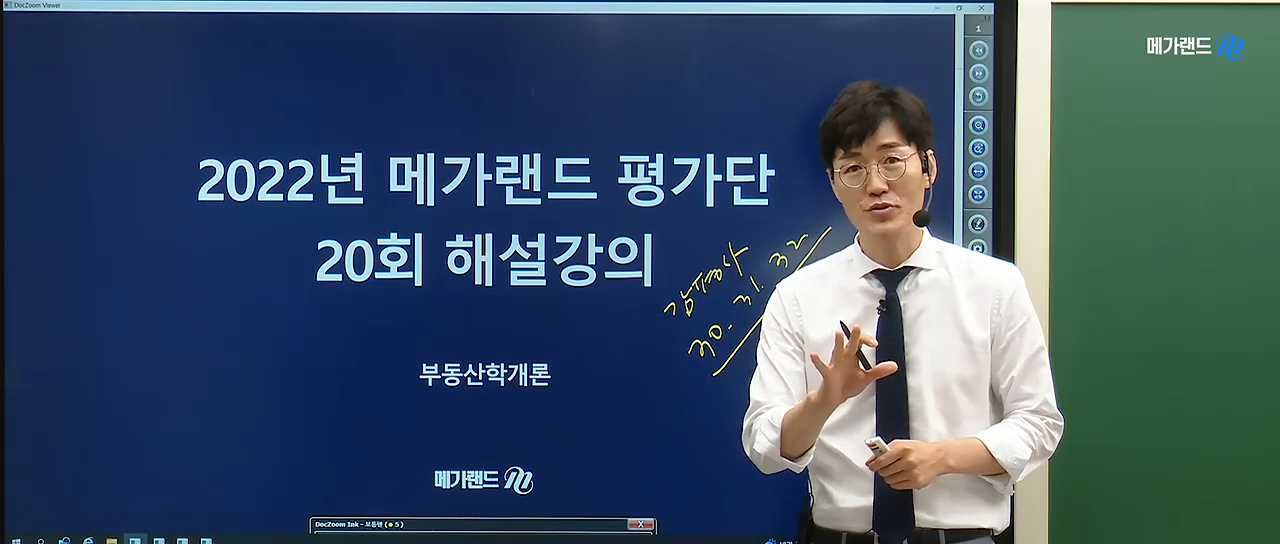 DocZoom Viewer
메가랜드
2022년 메가랜드 평가단
20회 해설강의
감평사
30. 31. 32
부동산학개론
메가랜드
DocZoom Ink - 보통펜 ( 5 )